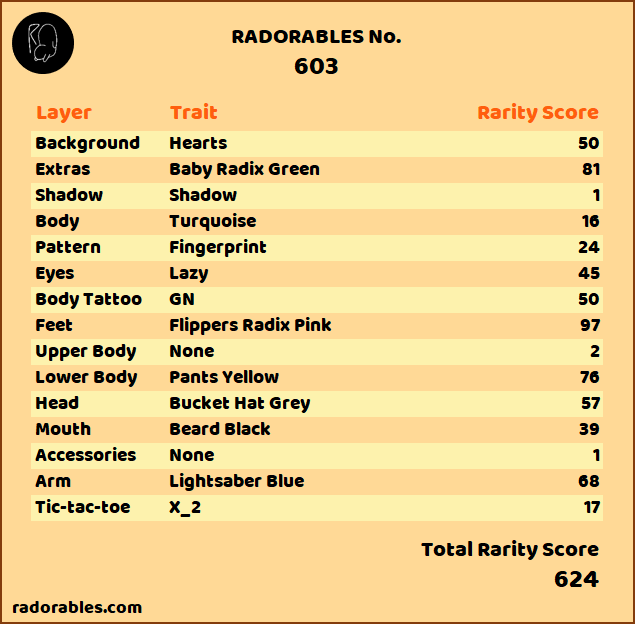 RADORABLES No.
603
Layer Trait Rarity Score
Background Hearts 50
Extras Baby Radix Green 81
Shadow Shadow 1
Body Turquoise 16
Pattern Fingerprint 24
Eyes Lazy 45
Body Tattoo GN 50
Feet Flippers Radix Pink 97
Upper Body None 2
Lower Body Pants Yellow 76
Head Bucket Hat Grey 57
Mouth Beard Black 39
Accessories None 1
Arm Lightsaber Blue 68
Tic-tac-toe X_2 17
Total Rarity Score
624
radorables.com